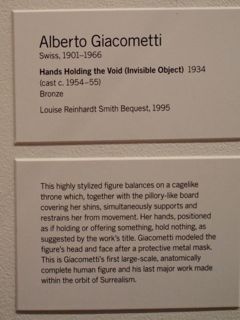 Alberto Giacometti
Swiss, 1901–1966
Hands Holding the Void (Invisible Object) 1934
(cast c. 1954–55)
Bronze
Louise Reinhardt Smith Bequest, 1995
This highly stylized figure balances on a cagelike
throne which, together with the pillory-like board
covering her shins, simultaneously supports and
restrains her from movement. Her hands, positioned
as if holding or offering something, hold nothing, as
suggested by the work's title. Giacometti modeled the
figure's head and face after a protective metal mask.
This is Giacometti's first large-scale, anatomically
complete human figure and his last major work made
within the orbit of Surrealism.